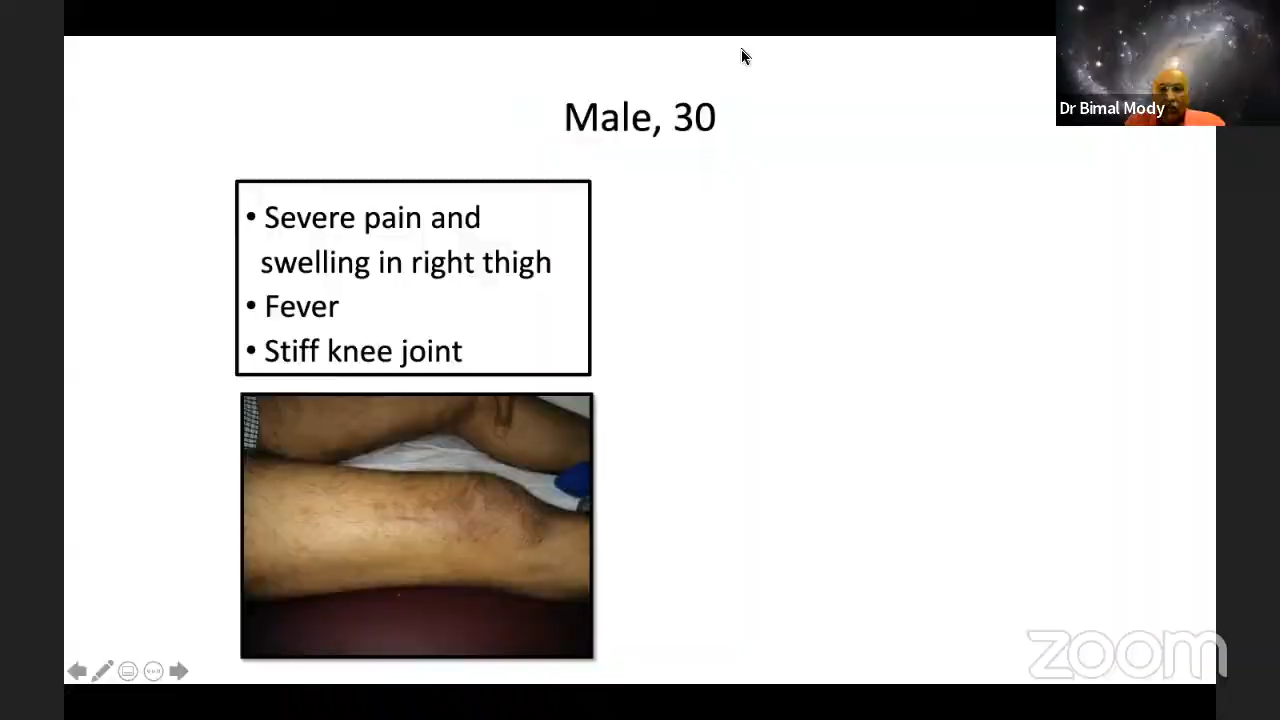 Dr Bimal Mody
Male, 30
• Severe pain and
swelling in right thigh
• Fever
• Stiff knee joint
zoom